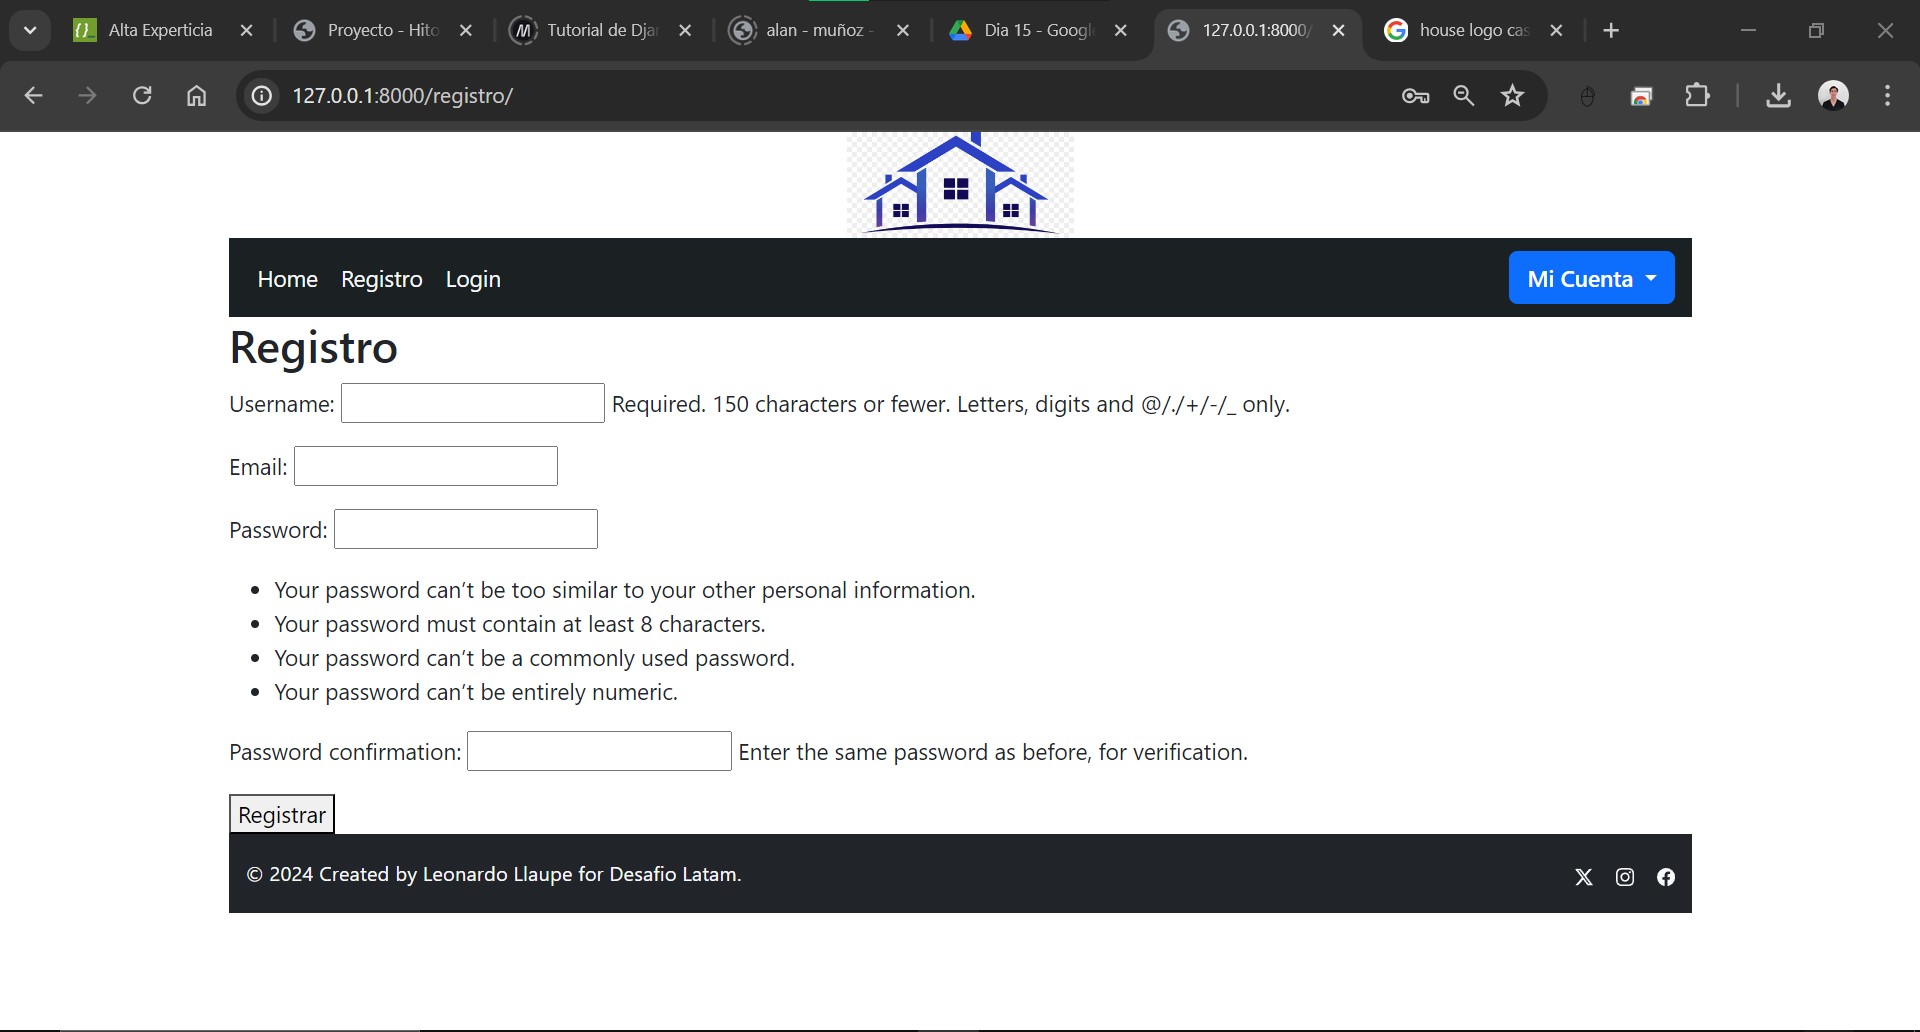 Alta Experticia
Proyecto - Hito
Tutorial de Djan
alan - muñoz -
Dia 15 - Google
127.0.0.1:8000/
house logo cas
127.0.0.1:8000/registro/
Home Registro Login Mi Cuenta
Registro
Username: Required. 150 characters or fewer. Letters, digits and @/./+/-/_ only.
Email:
Password:
Your password can’t be too similar to your other personal information.
Your password must contain at least 8 characters.
Your password can’t be a commonly used password.
Your password can’t be entirely numeric.
Password confirmation: Enter the same password as before, for verification.
Registrar
© 2024 Created by Leonardo Llaupe for Desafio Latam.